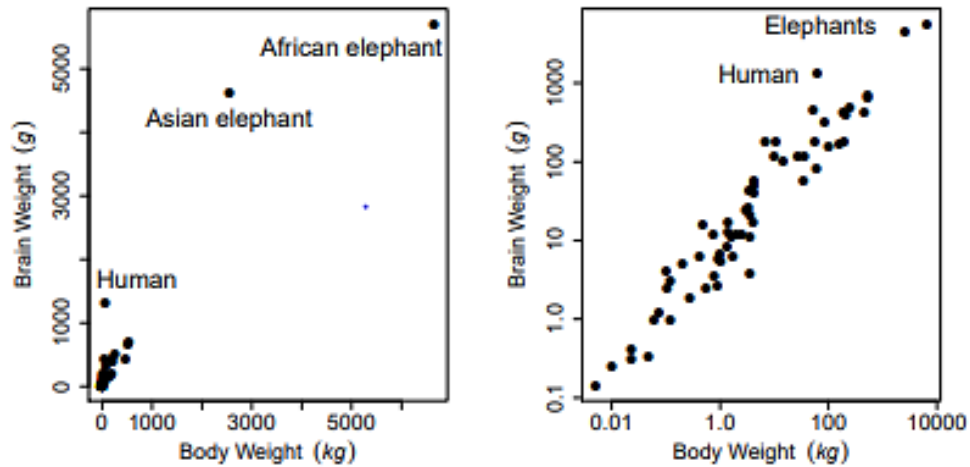 African elephant
Asian elephant
Human
5000
3000
1000
0
Brain Weight (g)
0 1000 3000 5000
Body Weight (kg)
Elephants
Human
1000
100
10
1.0
0.1
Brain Weight (g)
0.01 1.0 100 10000
Body Weight (kg)